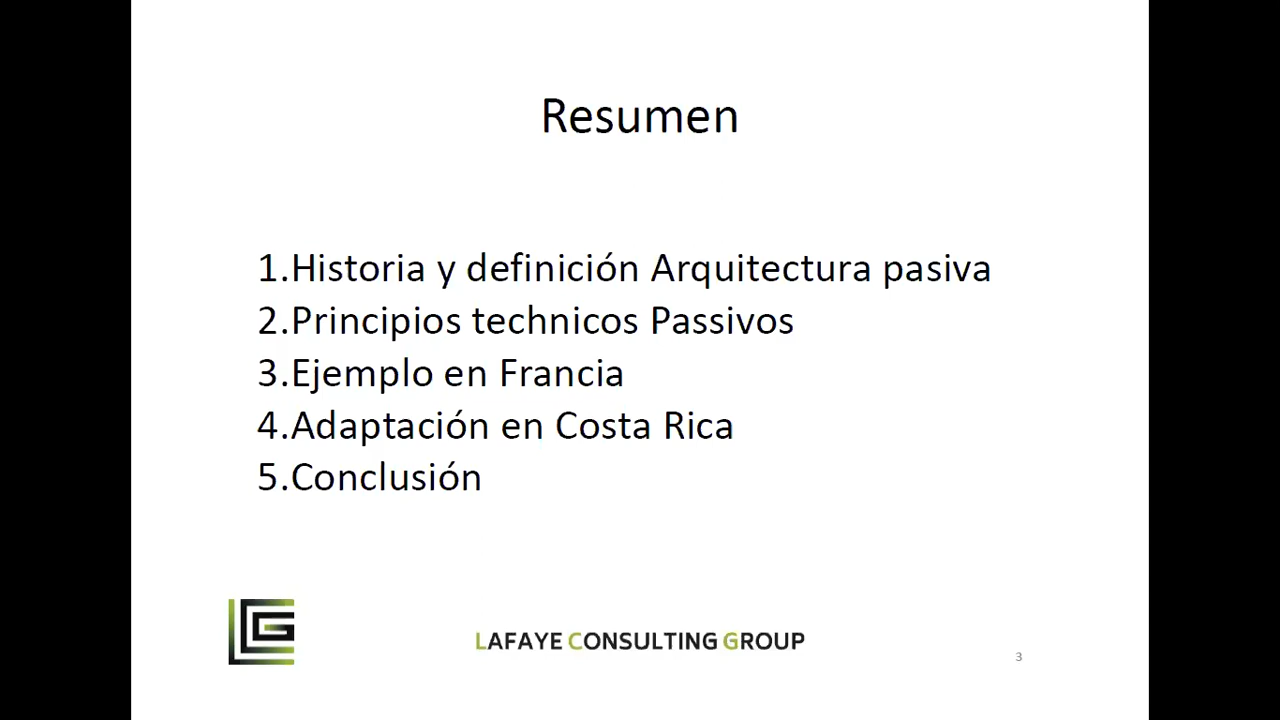 Resumen
1.Historia y definición Arquitectura pasiva
2.Principios technicos Passivos
3.Ejemplo en Francia
4.Adaptación en Costa Rica
5.Conclusión
LCG
LAFAYE CONSULTING GROUP
3